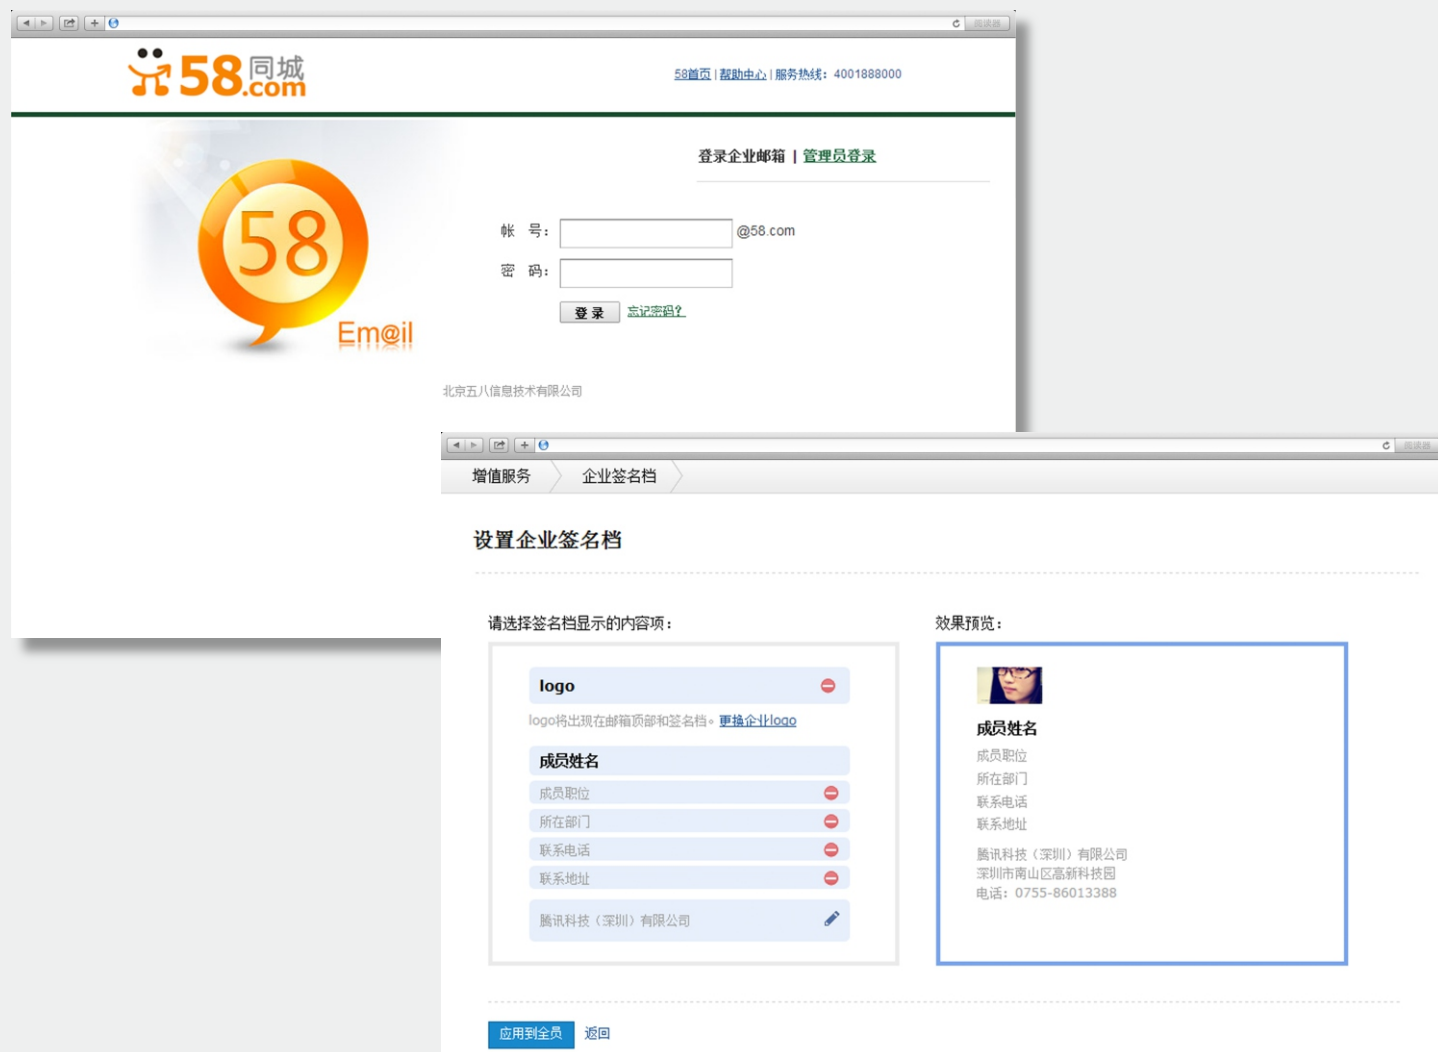 阅读器
58同城.com
58首页 | 帮助中心 | 服务热线：4001888000
登录企业邮箱 | 管理员登录
58
Em@il
帐 号： @58.com
密 码：
登 录 忘记密码？
北京五八信息技术有限公司
阅读器
增值服务 企业签名档
设置企业签名档
请选择签名档显示的内容项：
logo
logo将出现在邮箱顶部和签名档。更换企业logo
成员姓名
成员职位
所在部门
联系电话
联系地址
腾讯科技（深圳）有限公司
效果预览：
成员姓名
成员职位
所在部门
联系电话
联系地址
腾讯科技（深圳）有限公司
深圳市南山区高新科技园
电话：0755-86013388
应用到全员 返回